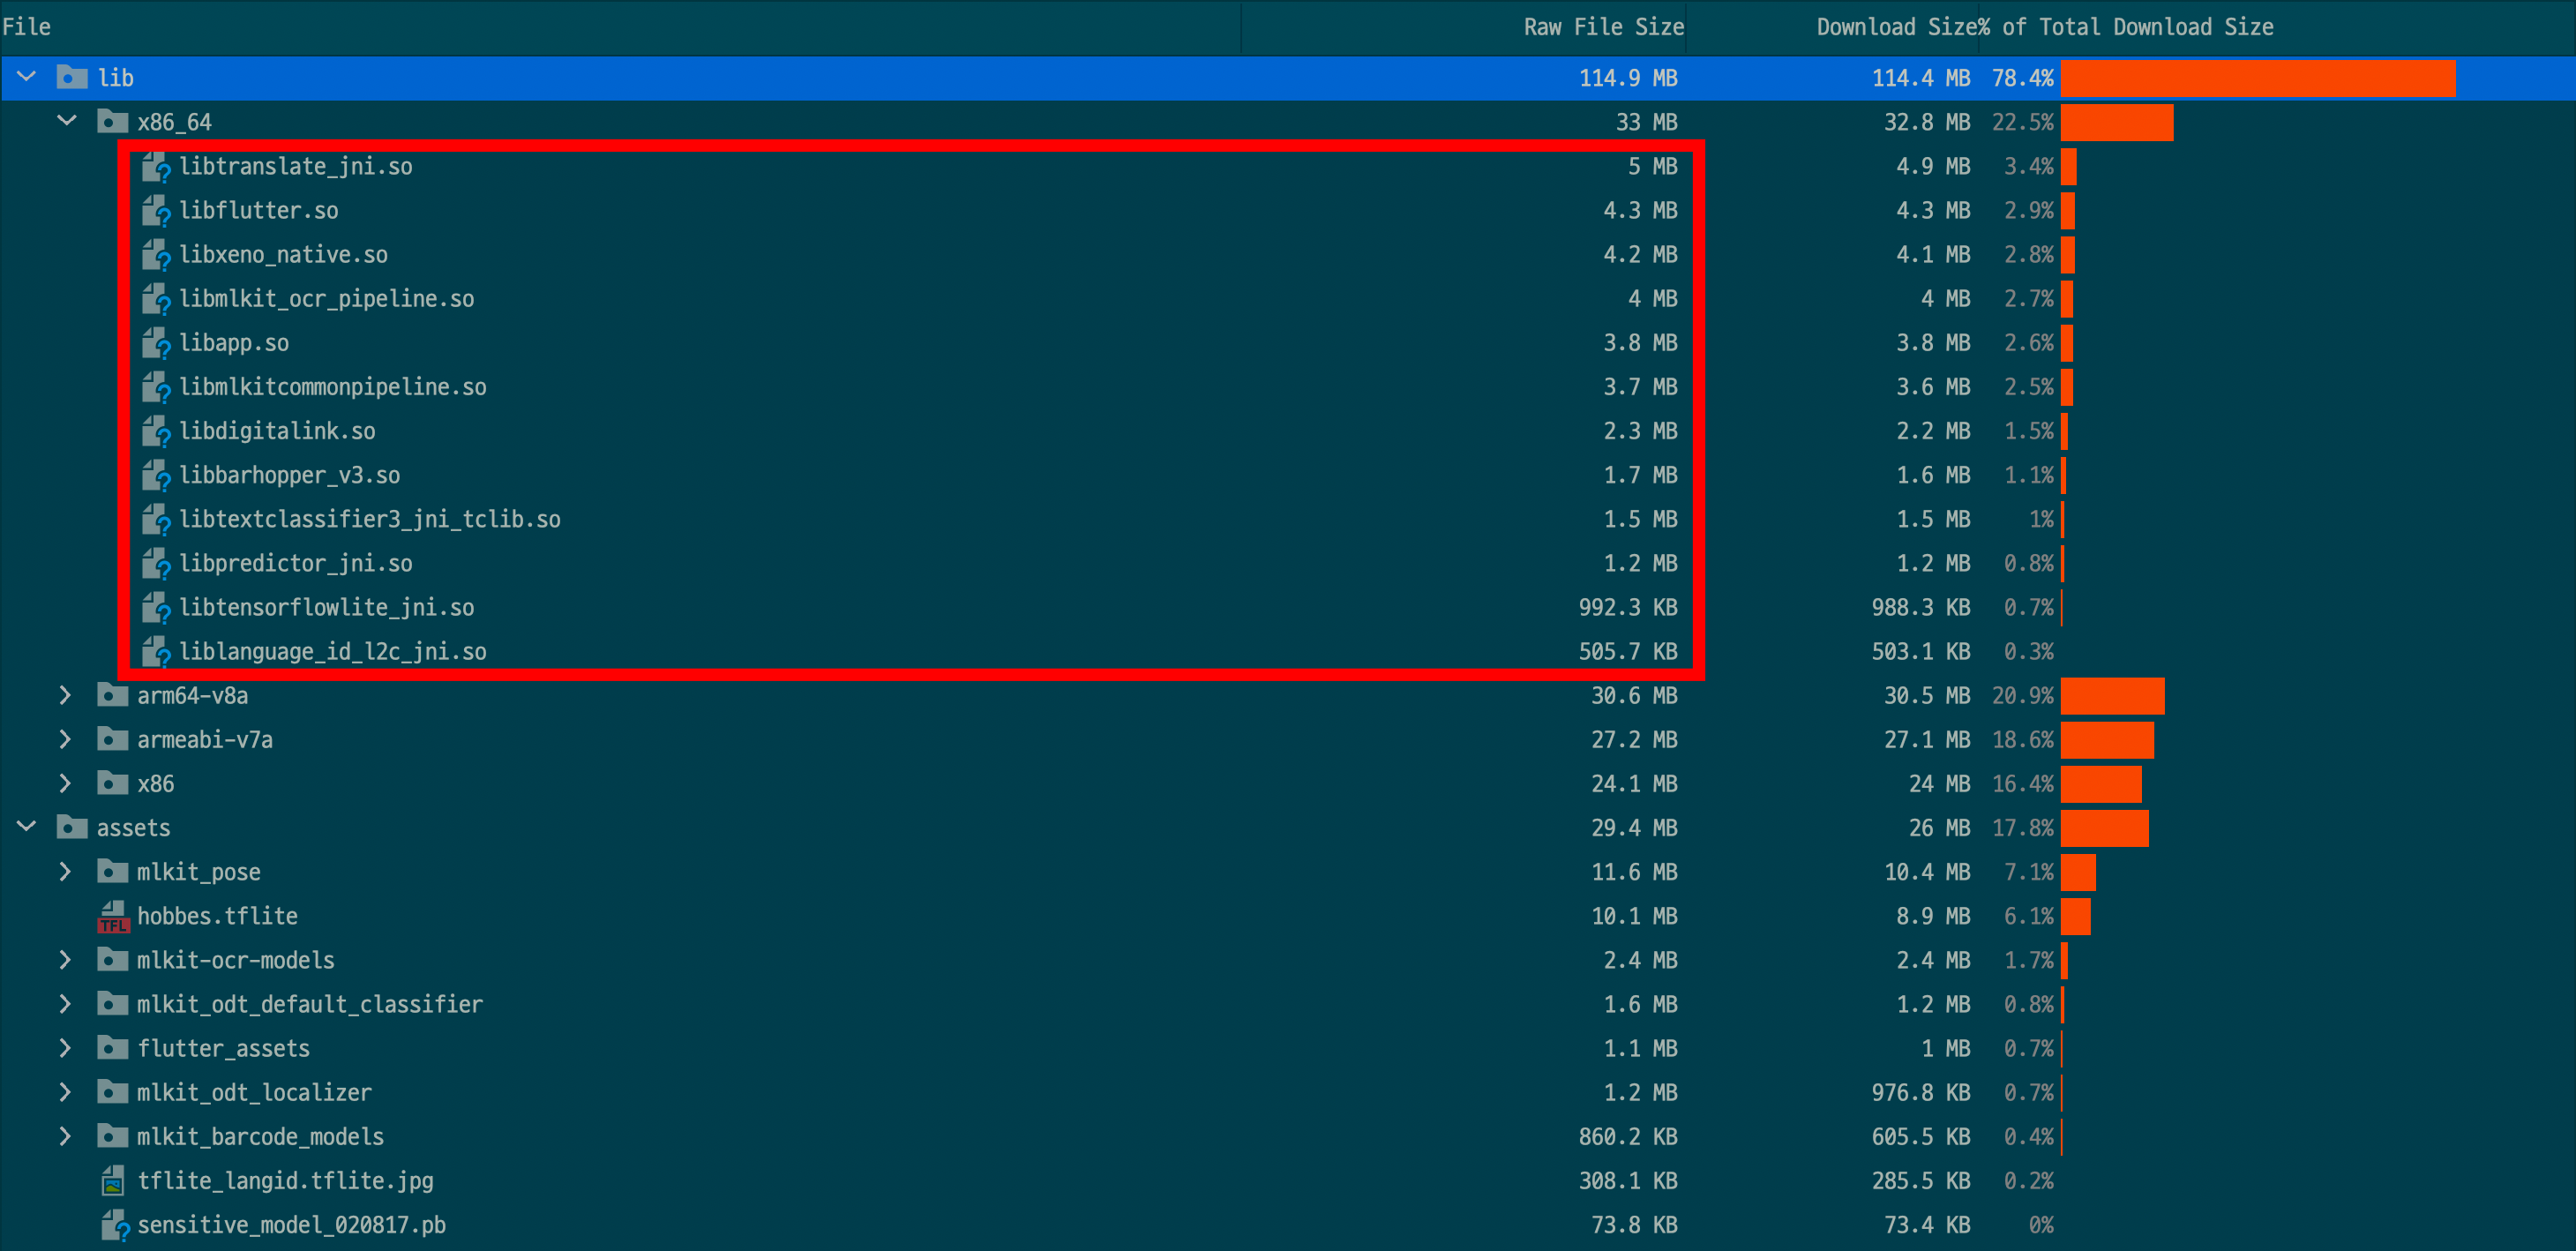 File Raw File Size Download Size % of Total Download Size
lib 114.9 MB 114.4 MB 78.4%
x86_64 33 MB 32.8 MB 22.5%
libtranslate_jni.so 5 MB 4.9 MB 3.4%
libflutter.so 4.3 MB 4.3 MB 2.9%
libxeno_native.so 4.2 MB 4.1 MB 2.8%
libmlkit_ocr_pipeline.so 4 MB 4 MB 2.7%
libapp.so 3.8 MB 3.8 MB 2.6%
libmlkitcommonpipeline.so 3.7 MB 3.6 MB 2.5%
libdigitalink.so 2.3 MB 2.2 MB 1.5%
libbarhopper_v3.so 1.7 MB 1.6 MB 1.1%
libtextclassifier3_jni_tclib.so 1.5 MB 1.5 MB 1%
libpredictor_jni.so 1.2 MB 1.2 MB 0.8%
libtensorflowlite_jni.so 992.3 KB 988.3 KB 0.7%
liblanguage_id_l2c_jni.so 505.7 KB 503.1 KB 0.3%
arm64-v8a 30.6 MB 30.5 MB 20.9%
armeabi-v7a 27.2 MB 27.1 MB 18.6%
x86 24.1 MB 24 MB 16.4%
assets 29.4 MB 26 MB 17.8%
mlkit_pose 11.6 MB 10.4 MB 7.1%
TFL hobbes.tflite 10.1 MB 8.9 MB 6.1%
mlkit-ocr-models 2.4 MB 2.4 MB 1.7%
mlkit_odt_default_classifier 1.6 MB 1.2 MB 0.8%
flutter_assets 1.1 MB 1 MB 0.7%
mlkit_odt_localizer 1.2 MB 976.8 KB 0.7%
mlkit_barcode_models 860.2 KB 605.5 KB 0.4%
tflite_langid.tflite.jpg 308.1 KB 285.5 KB 0.2%
sensitive_model_020817.pb 73.8 KB 73.4 KB 0%